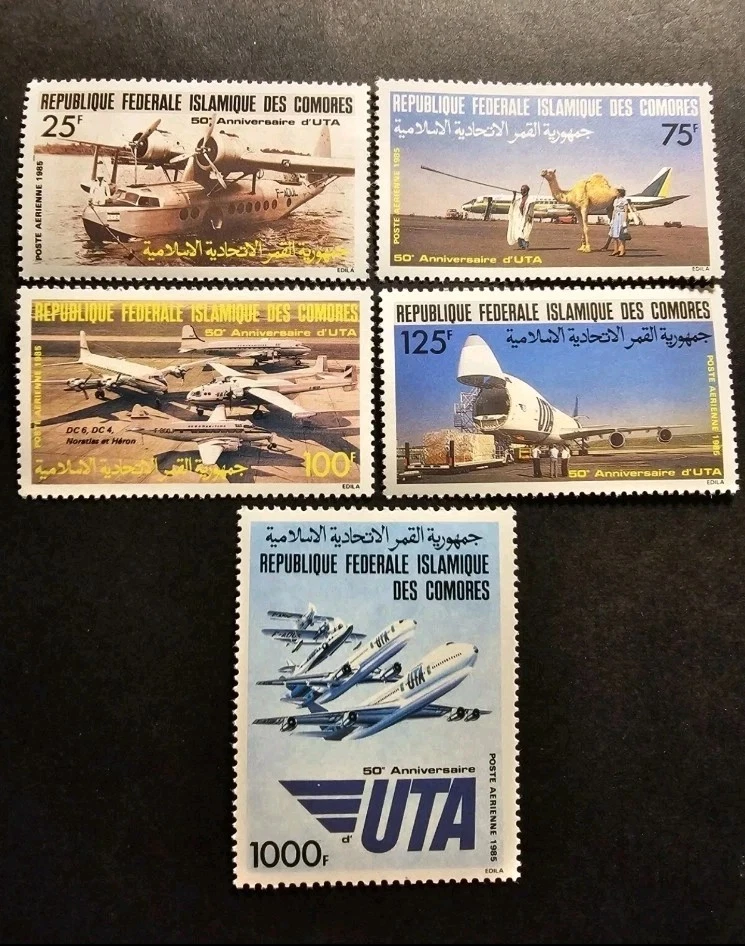 REPUBLIQUE FEDERALE ISLAMIQUE DES COMORES
25F
50e Anniversaire d'UTA
POSTE AERIENNE 1985
جمهورية القمر الاتحادية الاسلامية
EDILA
REPUBLIQUE FEDERALE ISLAMIQUE DES COMORES
جمهورية القمر الاتحادية الاسلامية
75F
POSTE AERIENNE 1985
50e Anniversaire d'UTA
EDILA
REPUBLIQUE FEDERALE ISLAMIQUE DES COMORES
50e Anniversaire d'UTA
POSTE AERIENNE 1985
DC 6, DC 4,
Noratlas et Héron
جمهورية القمر الاتحادية الاسلامية
100F
EDILA
REPUBLIQUE FEDERALE ISLAMIQUE DES COMORES
125F
جمهورية القمر الاتحادية الاسلامية
POSTE AERIENNE 1985
50e Anniversaire d'UTA
EDILA
جمهورية القمر الاتحادية الاسلامية
REPUBLIQUE FEDERALE ISLAMIQUE
DES COMORES
UTA
UTA
50e Anniversaire
d'UTA
1000F
POSTE AERIENNE 1985
EDILA